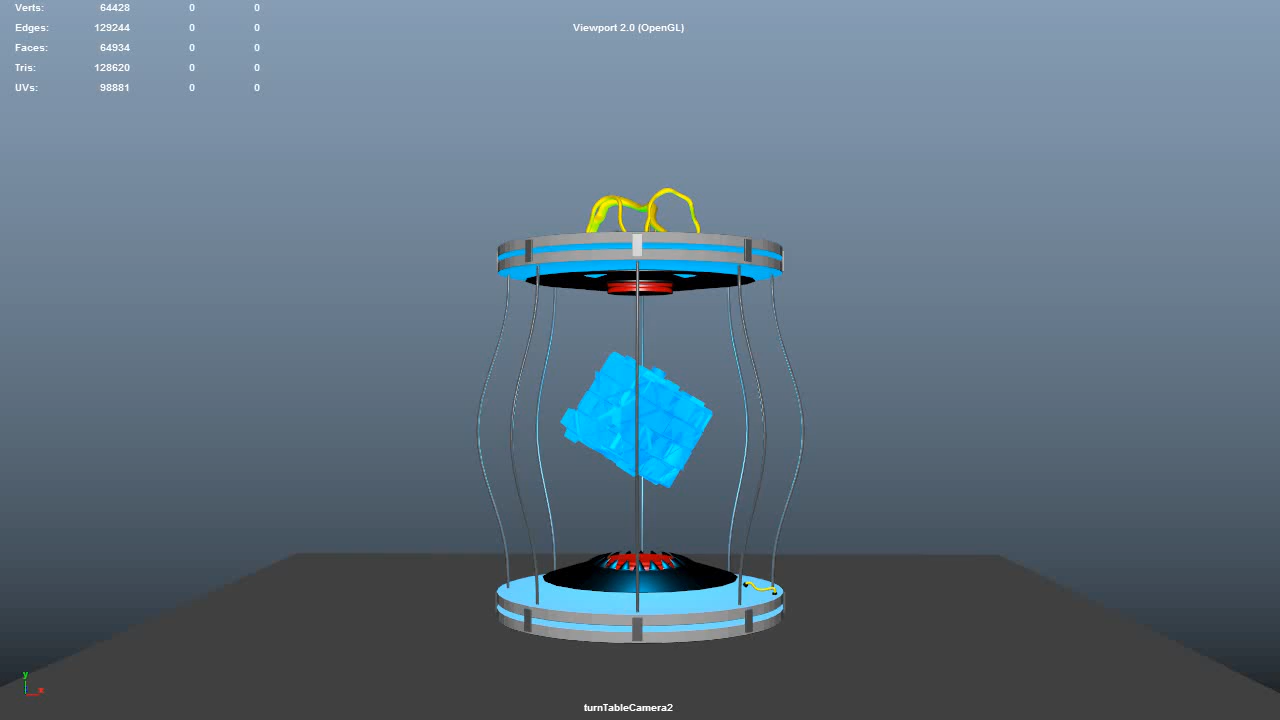 Verts: 64428 0 0
Edges: 129244 0 0
Faces: 64934 0 0
Tris: 128620 0 0
UVs: 98881 0 0
Viewport 2.0 (OpenGL)
y
x
turnTableCamera2